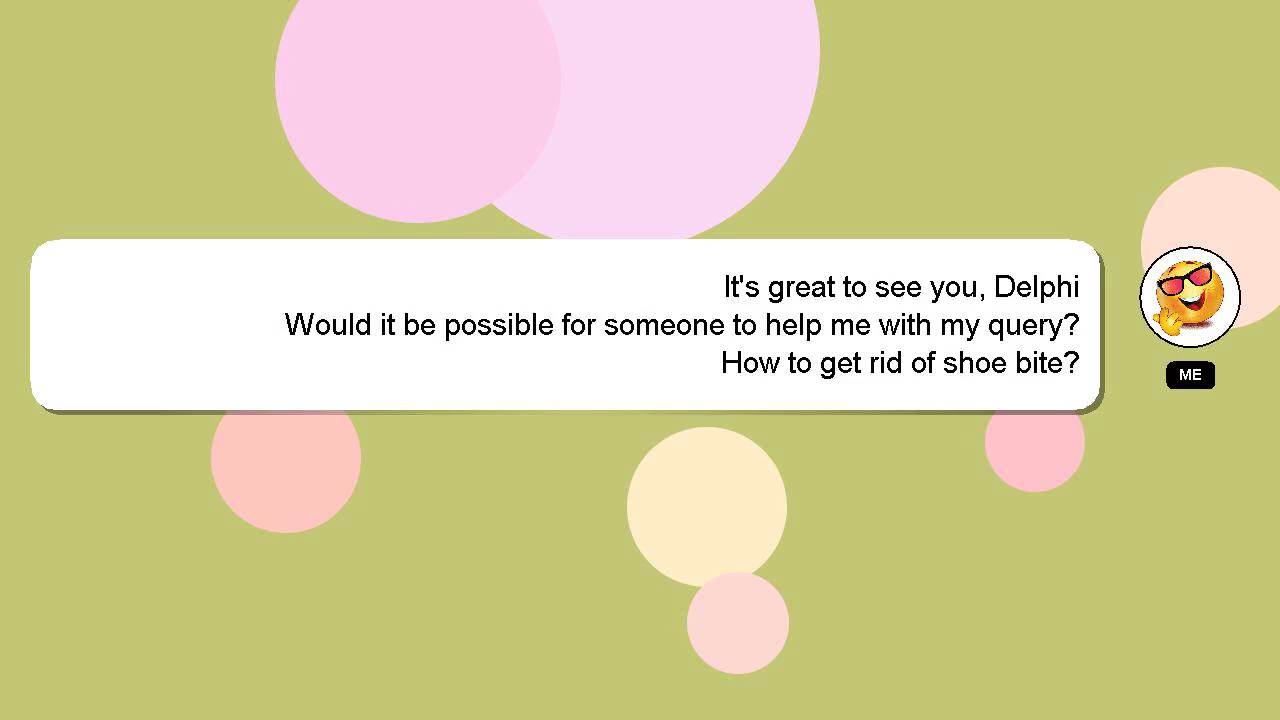 It's great to see you, Delphi
Would it be possible for someone to help me with my query?
How to get rid of shoe bite?
ME